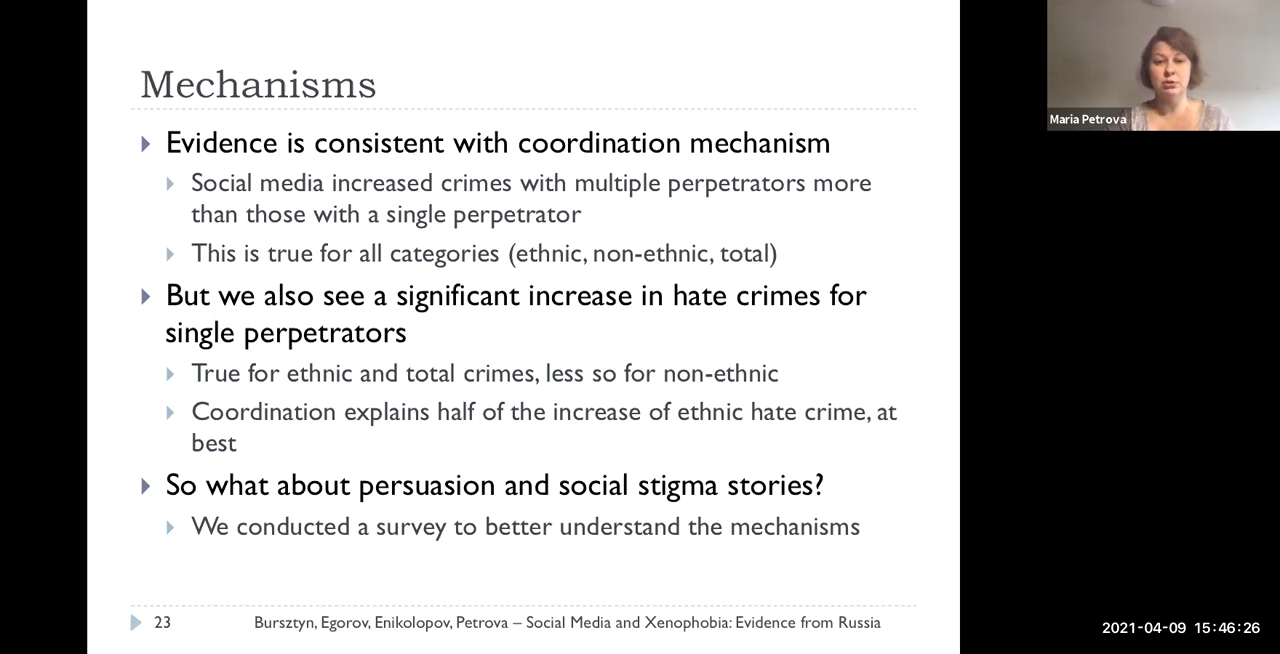 Mechanisms
Evidence is consistent with coordination mechanism
Social media increased crimes with multiple perpetrators more
than those with a single perpetrator
This is true for all categories (ethnic, non-ethnic, total)
But we also see a significant increase in hate crimes for
single perpetrators
True for ethnic and total crimes, less so for non-ethnic
Coordination explains half of the increase of ethnic hate crime, at
best
So what about persuasion and social stigma stories?
We conducted a survey to better understand the mechanisms
23 Bursztyn, Egorov, Enikolopov, Petrova – Social Media and Xenophobia: Evidence from Russia
Maria Petrova
2021-04-09 15:46:26